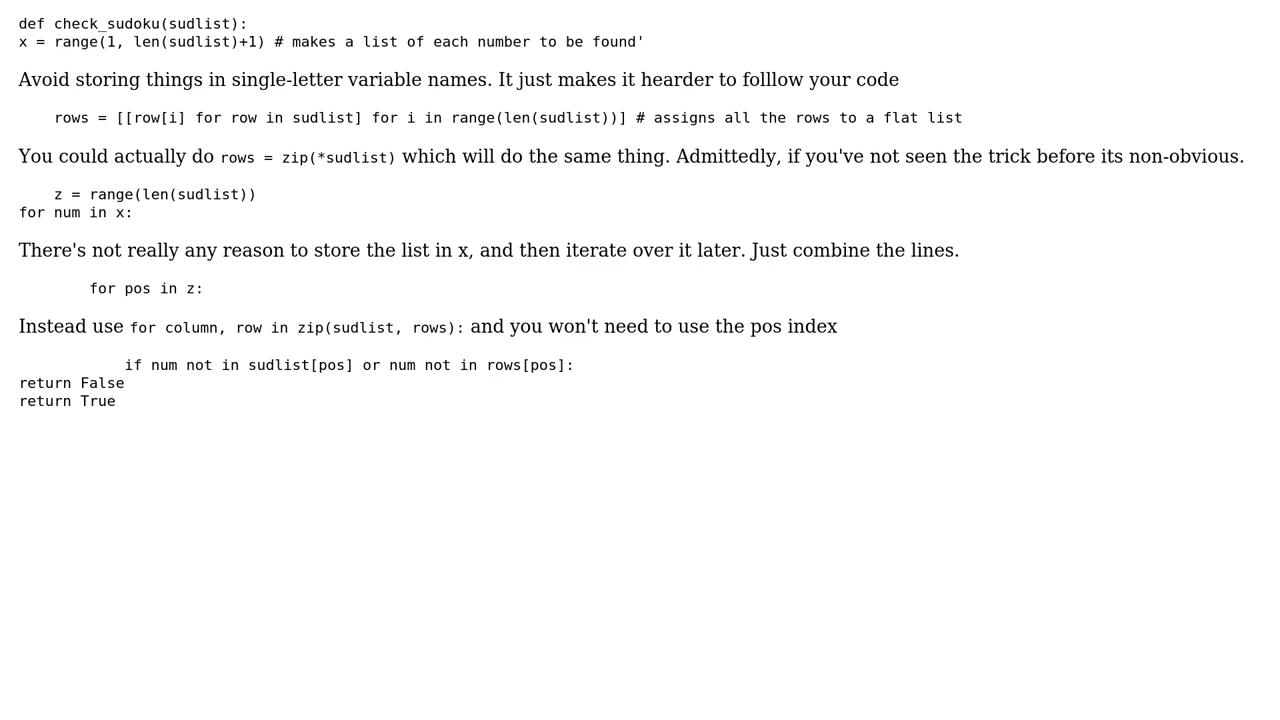 def check_sudoku(sudlist):
x = range(1, len(sudlist)+1) # makes a list of each number to be found'
Avoid storing things in single-letter variable names. It just makes it hearder to folllow your code
    rows = [[row[i] for row in sudlist] for i in range(len(sudlist))] # assigns all the rows to a flat list
You could actually do rows = zip(*sudlist) which will do the same thing. Admittedly, if you've not seen the trick before its non-obvious.
    z = range(len(sudlist))
for num in x:
There's not really any reason to store the list in x, and then iterate over it later. Just combine the lines.
        for pos in z:
Instead use for column, row in zip(sudlist, rows): and you won't need to use the pos index
            if num not in sudlist[pos] or num not in rows[pos]:
return False
return True